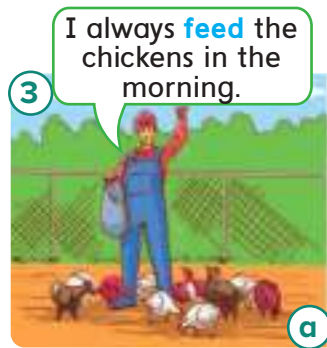 I always feed the
chickens in the
morning.
3
a